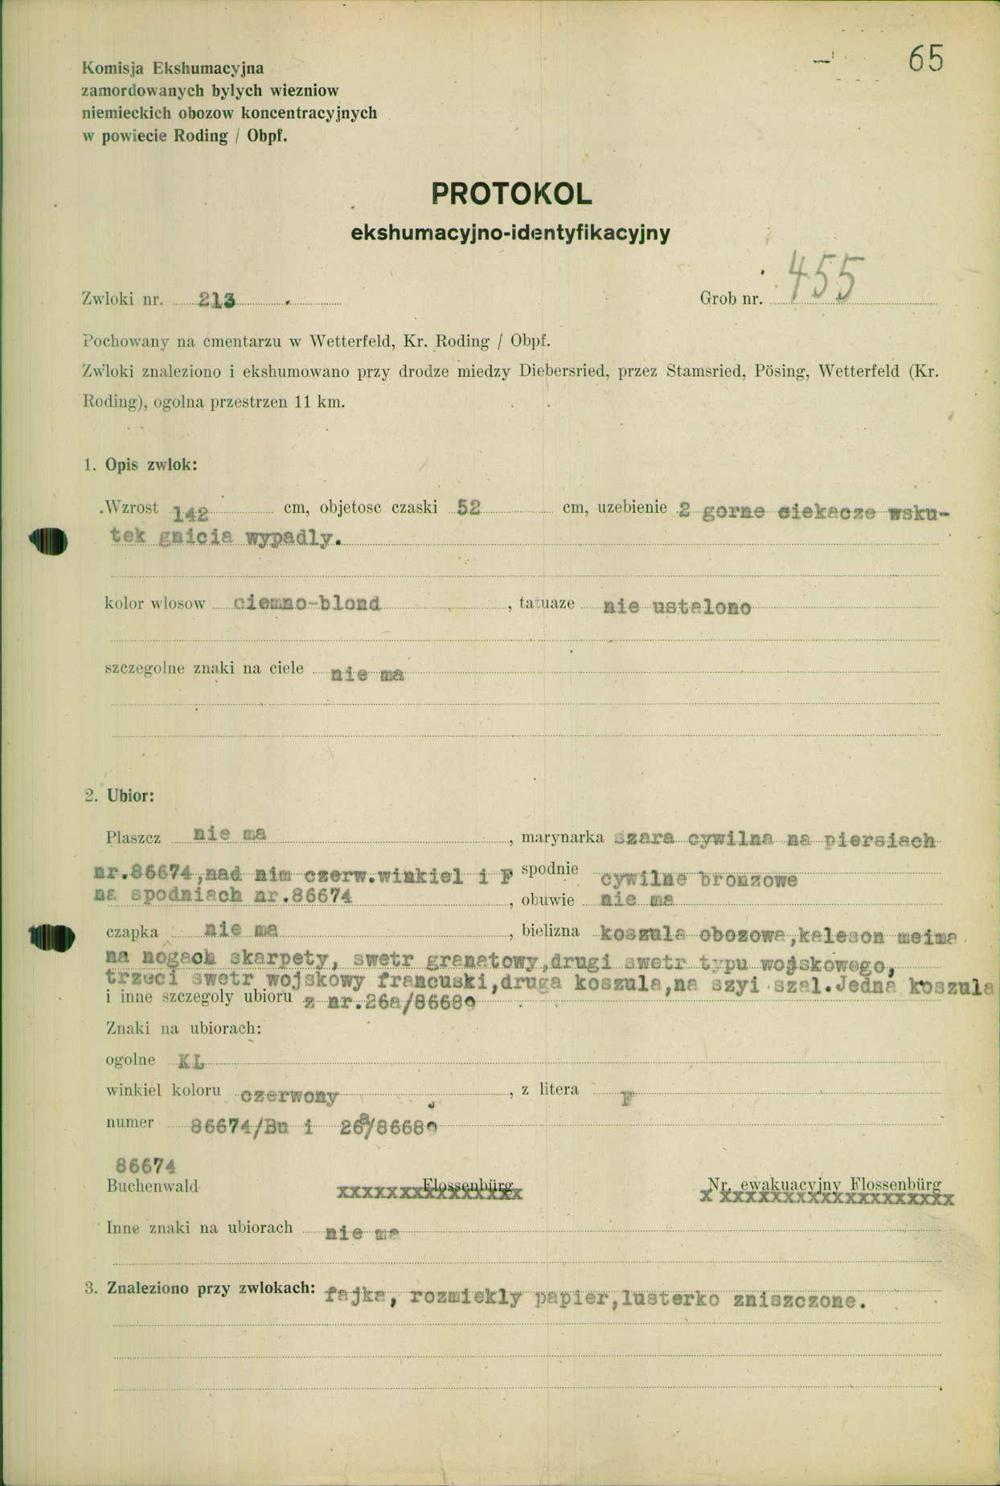 65
Komisja Ekshumacyjna
zamordowanych bylych wiezniow
niemieckich obozow koncentracyjnych
w powiecie Roding / Obpf.
PROTOKOL
ekshumacyjno-identyfikacyjny
Zwloki nr. 213 Grob nr. 455
Pochowany na cmentarzu w Wetterfeld, Kr. Roding / Obpf.
Zwloki znaleziono i ekshumowano przy drodze miedzy Diebersried, przez Stamsried, Pösing, Wetterfeld (Kr.
Roding), ogolna przestrzen 11 km.
1. Opis zwlok:
Wzrost 142 cm, objetosc czaski 52 cm, uzebienie 2 gorne siekacze wsku-
tek gnicia wypadly.
kolor wlosow ciemno-blond, tatuaze nie ustalono
szczegolne znaki na ciele nie ma
2. Ubior:
Plaszcz nie ma, marynarka szara cywilna na piersiach
nr.86674,nad nim czerw.winkiel i F spodnie cywilne bronzowe
na spodniach nr.86674, obuwie nie ma
czapka nie ma, bielizna koszula obozowa,kaleson meima
na nogach skarpety, swetr granatowy,drugi swetr typu wojskowego,
trzeci swetr wojskowy francuski,druga koszula,na szyi szal.Jedna koszula
i inne szczegoly ubioru z nr.26a/8668
Znaki na ubiorach:
ogolne KL
winkiel koloru czerwony, z litera F
numer 86674/Bu i 26a/8668
86674
Buchenwald Flossenbürg Nr. ewakuacyjny Flossenbürg
Inne znaki na ubiorach nie ma
3. Znaleziono przy zwlokach: fajka, rozmiekly papier,lusterko zniszczone.